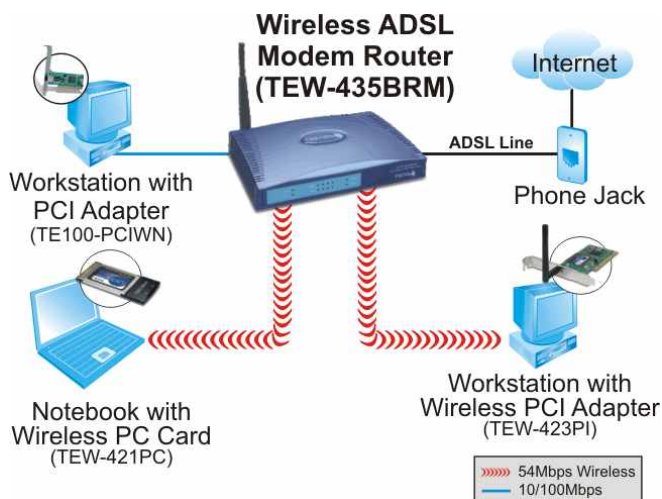 Wireless ADSL
Modem Router
(TEW-435BRM)
Internet
ADSL Line
Phone Jack
Workstation with
PCI Adapter
(TE100-PCIWN)
Notebook with
Wireless PC Card
(TEW-421PC)
Workstation with
Wireless PCI Adapter
(TEW-423PI)
54Mbps Wireless
10/100Mbps